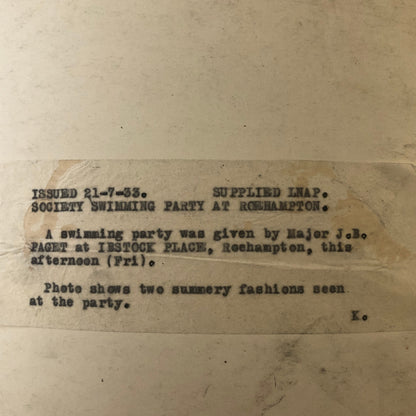 ISSUED 21-7-33. SUPPLIED LNAP.
SOCIETY SWIMMING PARTY AT ROEHAMPTON.
A swimming party was given by Major J.B.
PAGET at IBSTOCK PLACE, Roehampton, this
afternoon (Fri).
Photo shows two summery fashions seen
at the party.
K.